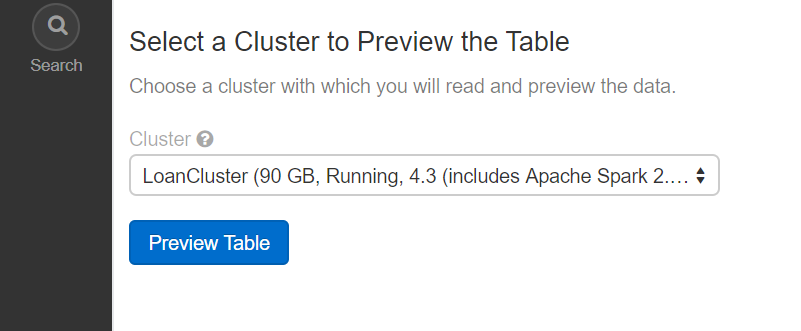 Search
Select a Cluster to Preview the Table
Choose a cluster with which you will read and preview the data.
Cluster ?
LoanCluster (90 GB, Running, 4.3 (includes Apache Spark 2....
Preview Table